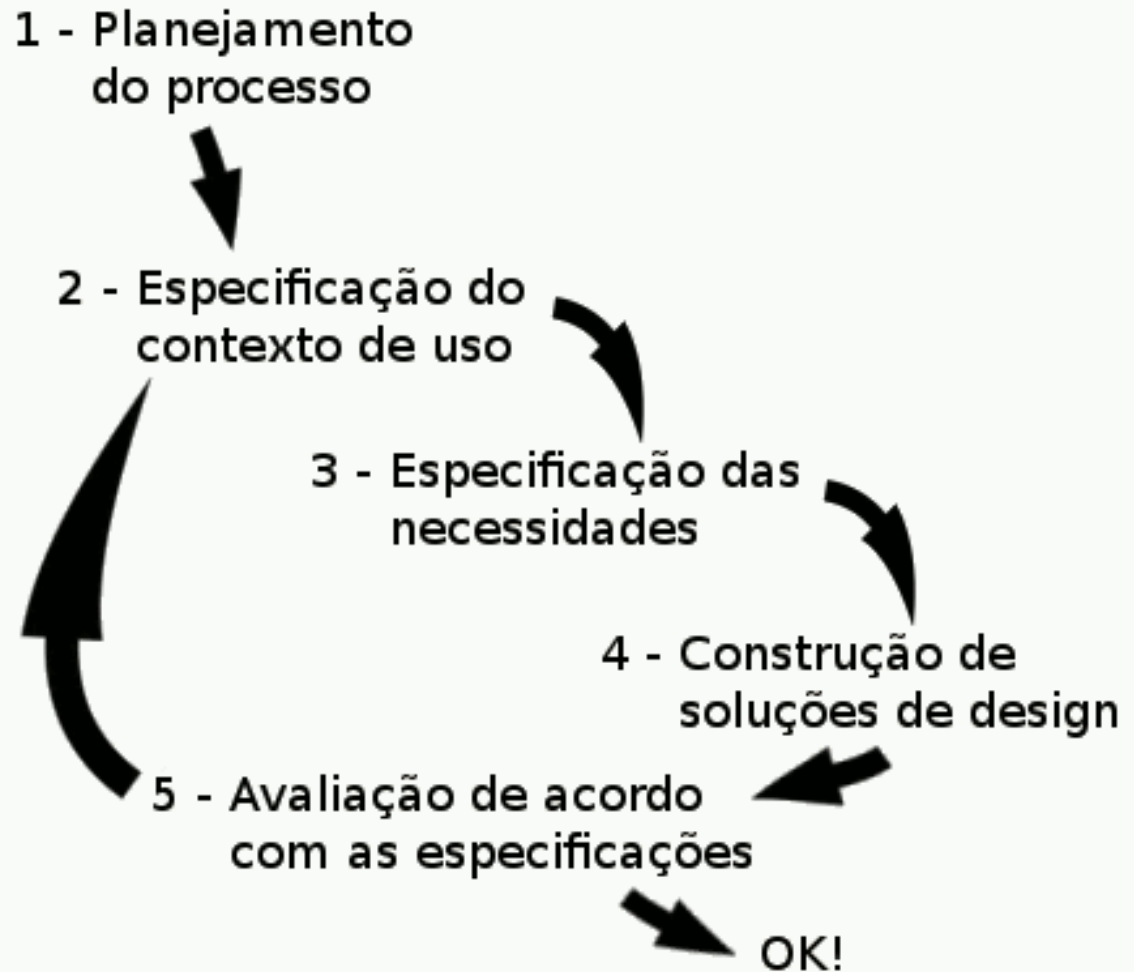 1 - Planejamento
do processo
2 - Especificação do
contexto de uso
3 - Especificação das
necessidades
4 - Construção de
soluções de design
5 - Avaliação de acordo
com as especificações
OK!